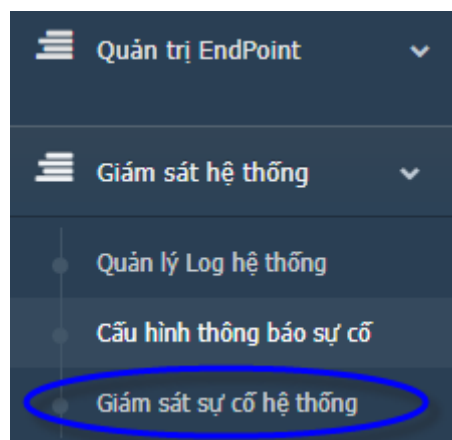 Quản trị EndPoint
Giám sát hệ thống
Quản lý Log hệ thống
Cấu hình thông báo sự cố
Giám sát sự cố hệ thống